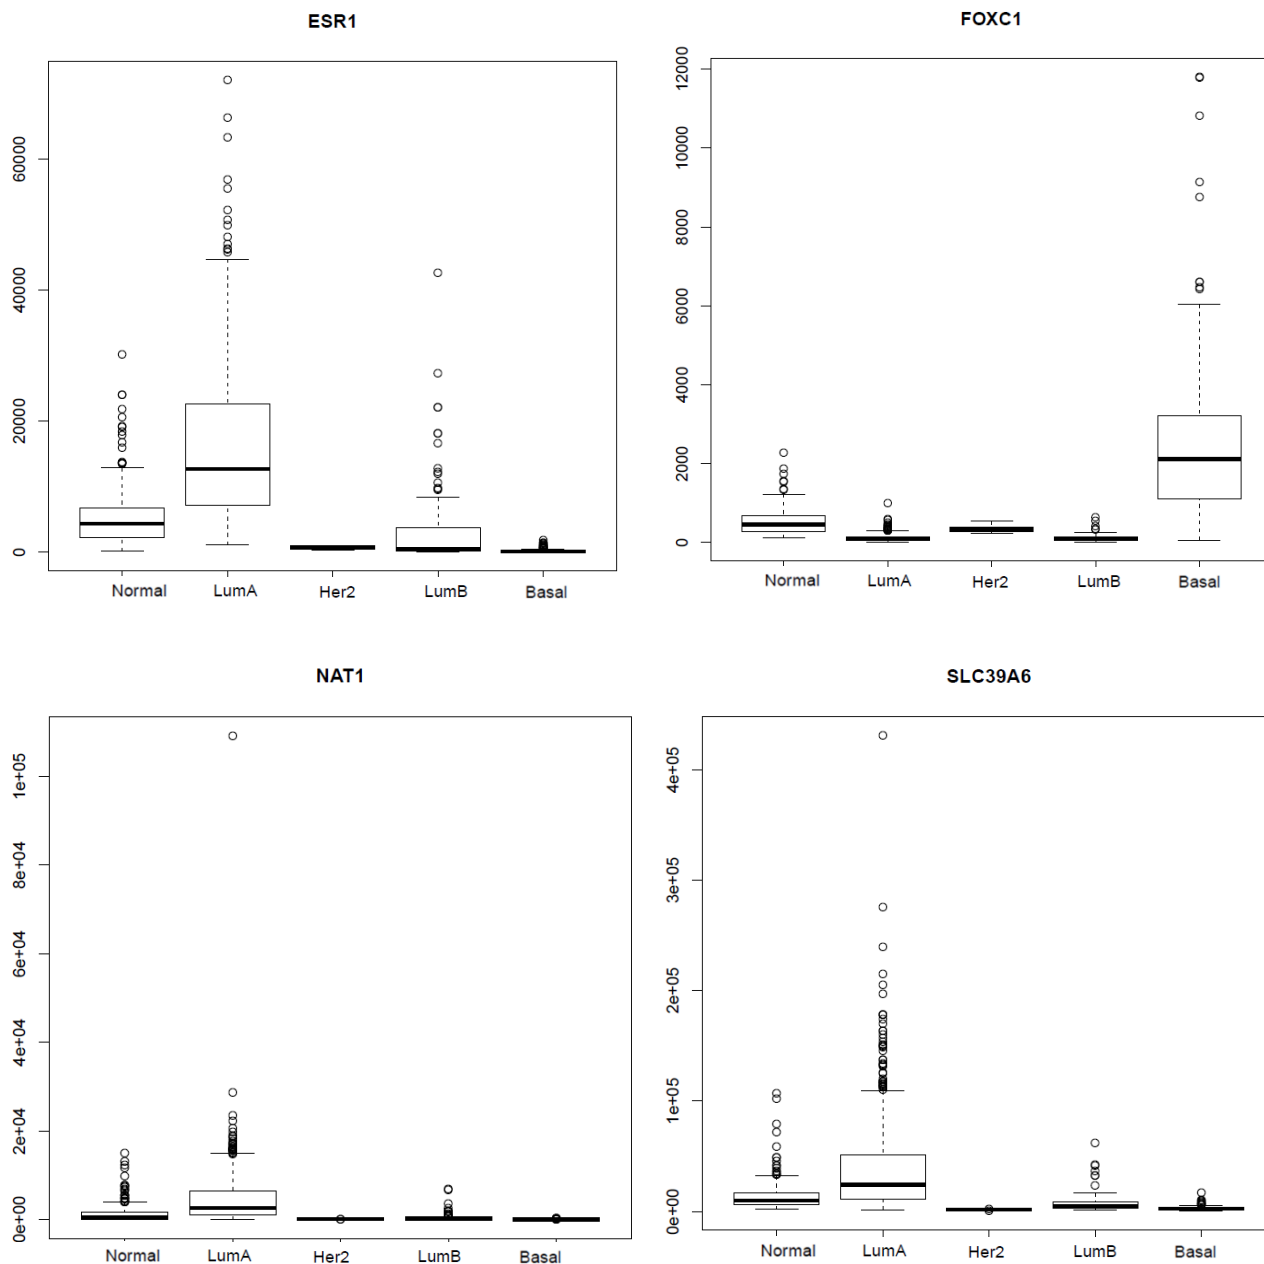 ESR1
60000
40000
20000
0
Normal LumA Her2 LumB Basal
FOXC1
12000
10000
8000
6000
4000
2000
0
Normal LumA Her2 LumB Basal
NAT1
1e+05
8e+04
6e+04
4e+04
2e+04
0e+00
Normal LumA Her2 LumB Basal
SLC39A6
4e+05
3e+05
2e+05
1e+05
0e+00
Normal LumA Her2 LumB Basal